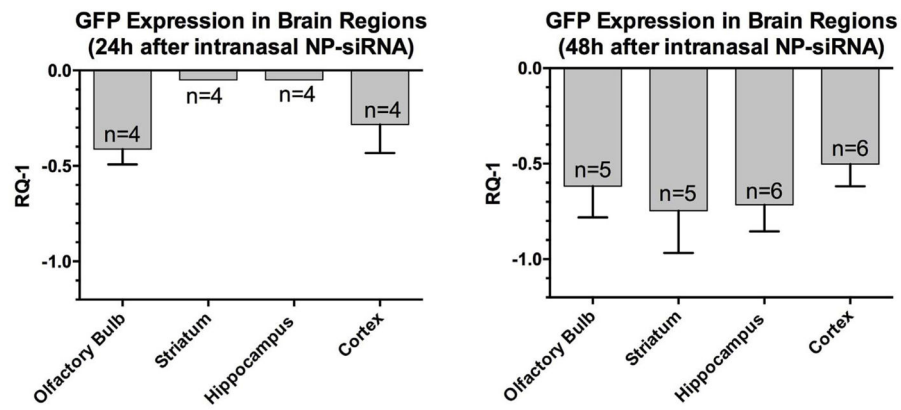 GFP Expression in Brain Regions
(24h after intranasal NP-siRNA)
RQ-1
0.0
-0.5
-1.0
n=4
n=4
n=4
n=4
Olfactory Bulb
Striatum
Hippocampus
Cortex
GFP Expression in Brain Regions
(48h after intranasal NP-siRNA)
RQ-1
0.0
-0.5
-1.0
n=5
n=5
n=6
n=6
Olfactory Bulb
Striatum
Hippocampus
Cortex